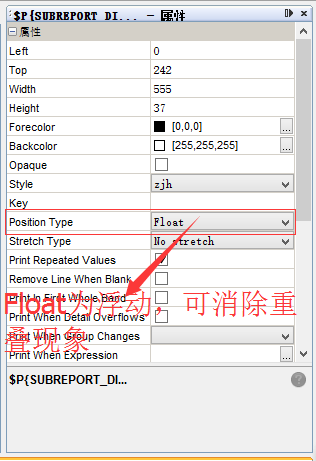 $P{SUBREPORT_DI... — 属性
属性
Left 0
Top 242
Width 555
Height 37
Forecolor [0,0,0] ...
Backcolor [255,255,255] ...
Opaque
Style zjh
Key
Position Type Float
Stretch Type No stretch
Print Repeated Values
Remove Line When Blank
Print In First Whole Band
Float为浮动，可消除重
Print When Detail Overflows
Print When Group Changes
叠现象
Print When Expression ...
$P{SUBREPORT_DI...
?